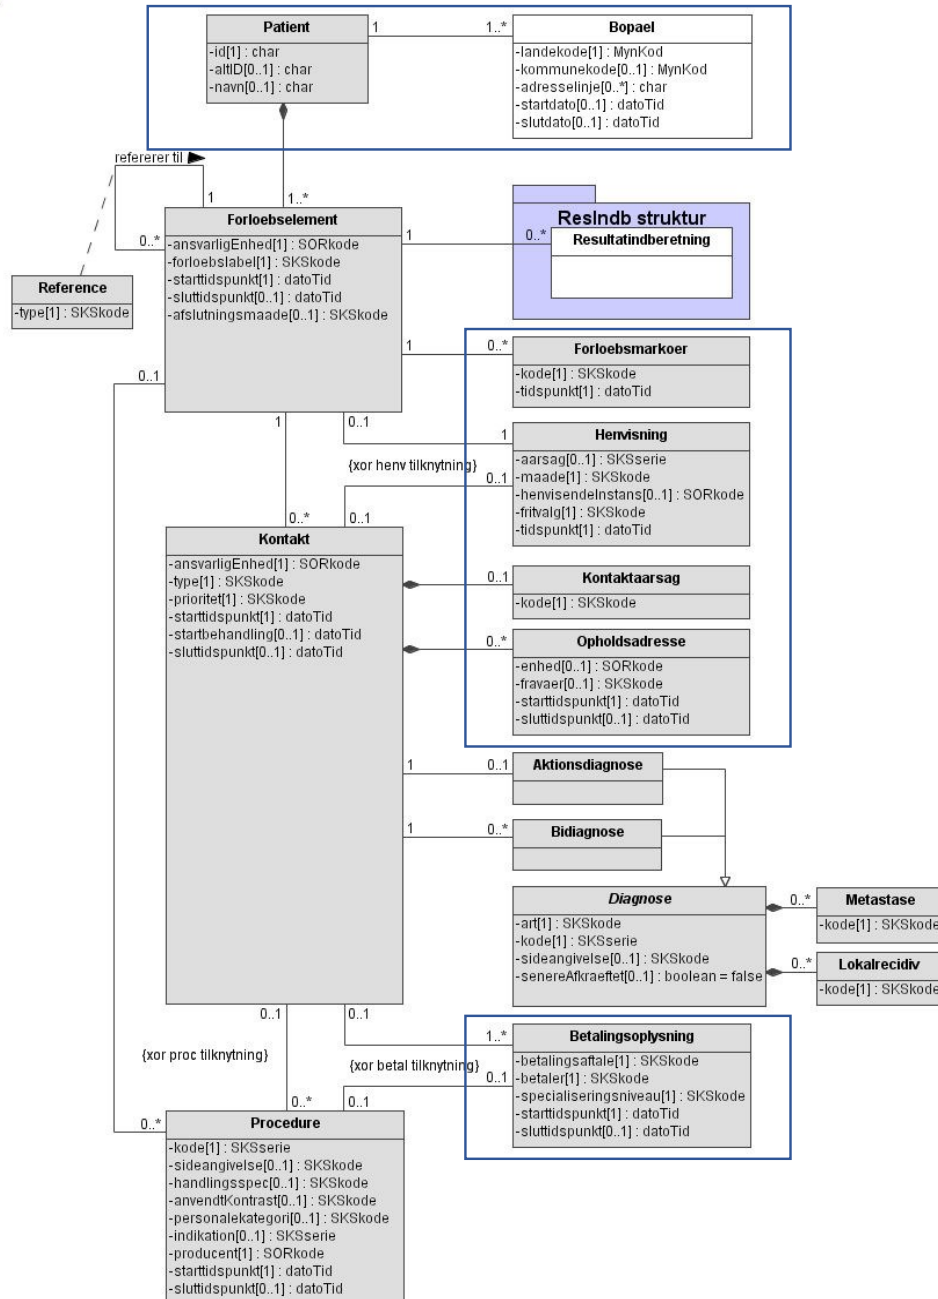 Patient
-id[1] : char
-altID[0..1] : char
-navn[0..1] : char
1
1..*
Bopael
-landekode[1] : MynKod
-kommunekode[0..1] : MynKod
-adresselinje[0..*] : char
-startdato[0..1] : datoTid
-slutdato[0..1] : datoTid
refererer til
1
1..*
0..*
Reference
-type[1] : SKSkode
Forloebselement
-ansvarligEnhed[1] : SORkode
-forloebslabel[1] : SKSkode
-starttidspunkt[1] : datoTid
-sluttidspunkt[0..1] : datoTid
-afslutningsmaade[0..1] : SKSkode
1
0..*
ResIndb struktur
Resultatindberetning
1
0..*
Forloebsmarkoer
-kode[1] : SKSkode
-tidspunkt[1] : datoTid
0..1
1
0..1
1
{xor henv tilknytning}
0..1
Henvisning
-aarsag[0..1] : SKSserie
-maade[1] : SKSkode
-henvisendeInstans[0..1] : SORkode
-fritvalg[1] : SKSkode
-tidspunkt[1] : datoTid
0..*
0..1
Kontakt
-ansvarligEnhed[1] : SORkode
-type[1] : SKSkode
-prioritet[1] : SKSkode
-starttidspunkt[1] : datoTid
-startbehandling[0..1] : datoTid
-sluttidspunkt[0..1] : datoTid
0..1
Kontaktaarsag
-kode[1] : SKSkode
0..*
Opholdsadresse
-enhed[0..1] : SORkode
-fravaer[0..1] : SKSkode
-starttidspunkt[1] : datoTid
-sluttidspunkt[0..1] : datoTid
1
0..1
Aktionsdiagnose
1
0..*
Bidiagnose
Diagnose
-art[1] : SKSkode
-kode[1] : SKSserie
-sideangivelse[0..1] : SKSkode
-senereAfkraeftet[0..1] : boolean = false
0..*
Metastase
-kode[1] : SKSkode
0..*
Lokalrecidiv
-kode[1] : SKSkode
0..1
0..1
1..*
{xor proc tilknytning}
{xor betal tilknytning}
0..1
Betalingsoplysning
-betalingsaftale[1] : SKSkode
-betaler[1] : SKSkode
-specialiseringsniveau[1] : SKSkode
-starttidspunkt[1] : datoTid
-sluttidspunkt[0..1] : datoTid
0..*
0..*
0..1
Procedure
-kode[1] : SKSserie
-sideangivelse[0..1] : SKSkode
-handlingsspec[0..1] : SKSkode
-anvendtKontrast[0..1] : SKSkode
-personalekategori[0..1] : SKSkode
-indikation[0..1] : SKSserie
-producent[1] : SORkode
-starttidspunkt[1] : datoTid
-sluttidspunkt[0..1] : datoTid